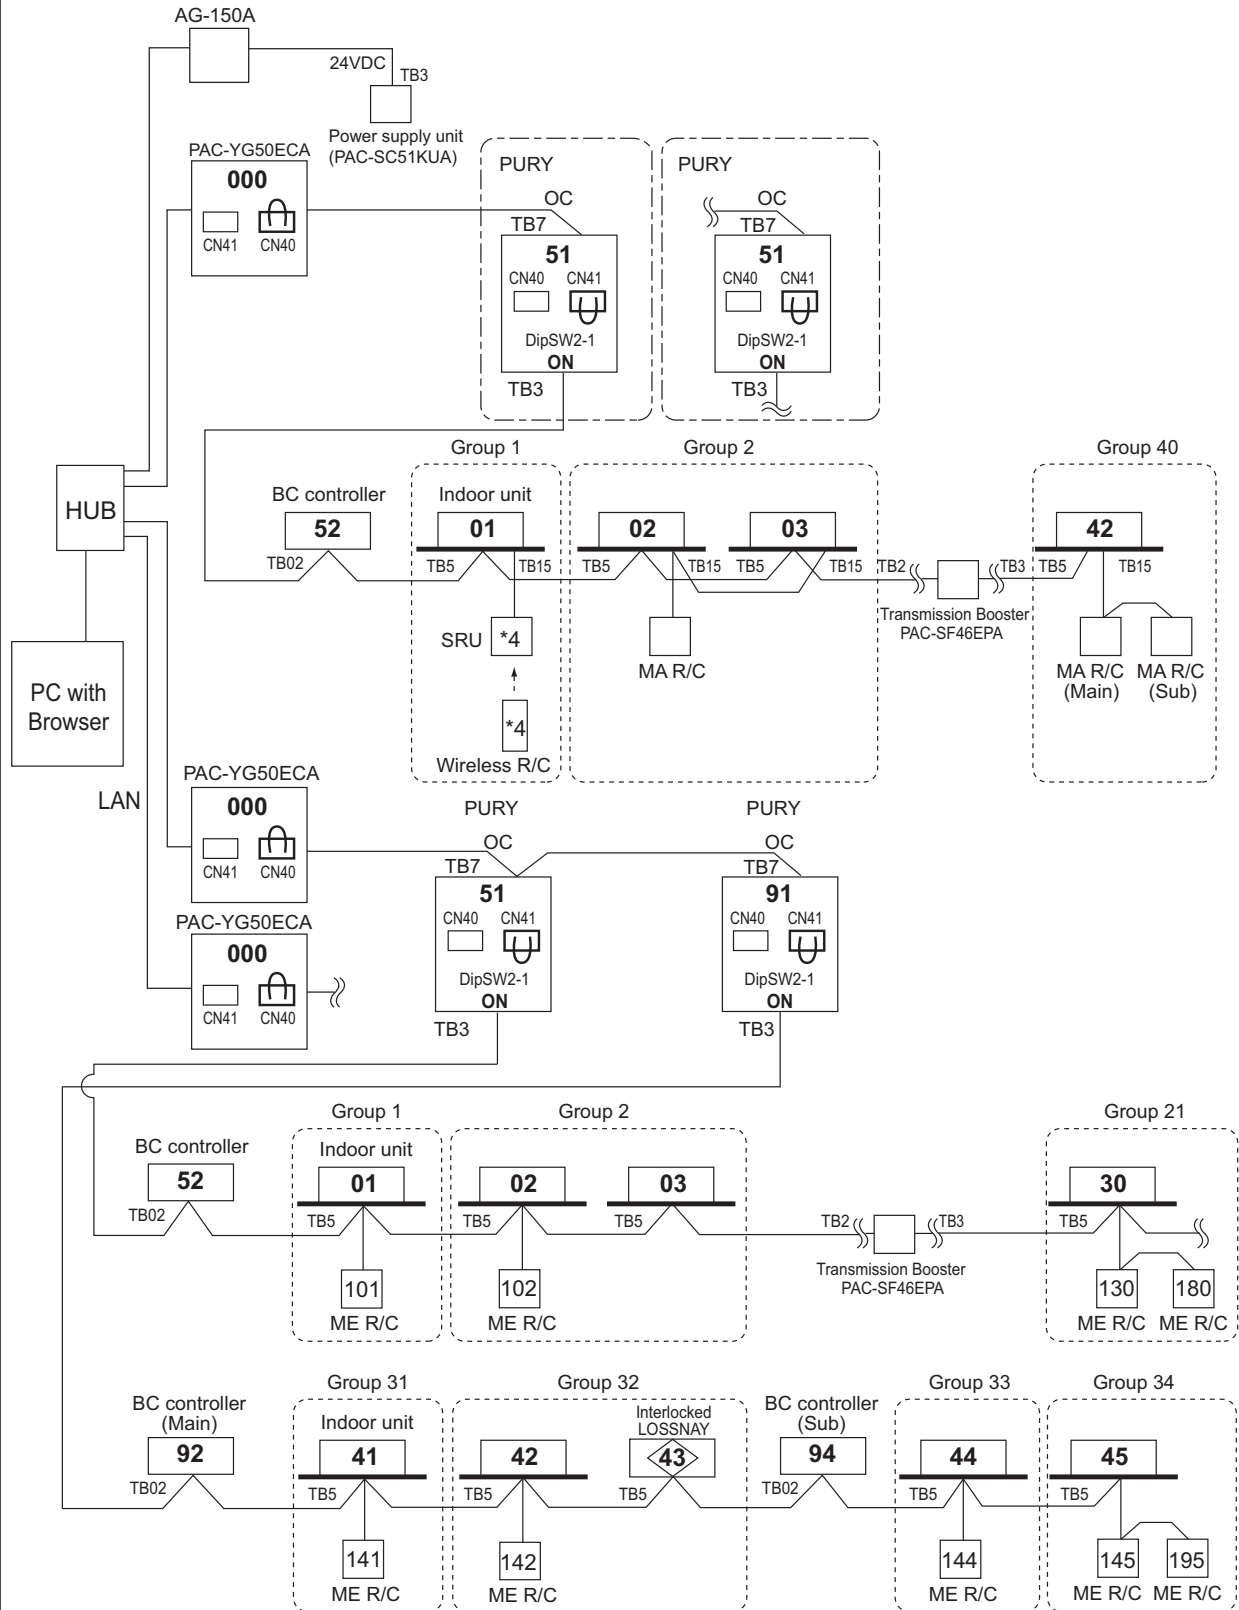 AG-150A
24VDC
TB3
Power supply unit
(PAC-SC51KUA)
PAC-YG50ECA
000
CN41
CN40
PURY
OC
TB7
51
CN40
CN41
DipSW2-1
ON
TB3
PURY
OC
TB7
51
CN40
CN41
DipSW2-1
ON
TB3
HUB
PC with
Browser
LAN
BC controller
52
TB02
Group 1
Indoor unit
01
TB5
TB15
SRU
*4
*4
Wireless R/C
Group 2
02
TB5
TB15
MA R/C
03
TB5
TB15
TB2
TB3
Transmission Booster
PAC-SF46EPA
Group 40
42
TB5
TB15
MA R/C
(Main)
MA R/C
(Sub)
PAC-YG50ECA
000
CN41
CN40
PAC-YG50ECA
000
CN41
CN40
PURY
OC
TB7
51
CN40
CN41
DipSW2-1
ON
TB3
PURY
OC
TB7
91
CN40
CN41
DipSW2-1
ON
TB3
BC controller
52
TB02
Group 1
Indoor unit
01
TB5
101
ME R/C
Group 2
02
TB5
102
ME R/C
03
TB5
TB2
TB3
Transmission Booster
PAC-SF46EPA
Group 21
30
TB5
130
180
ME R/C
ME R/C
BC controller
(Main)
92
TB02
Group 31
Indoor unit
41
TB5
141
ME R/C
Group 32
42
TB5
142
ME R/C
Interlocked
LOSSNAY
43
TB5
BC controller
(Sub)
94
TB02
Group 33
44
TB5
144
ME R/C
Group 34
45
TB5
145
195
ME R/C
ME R/C